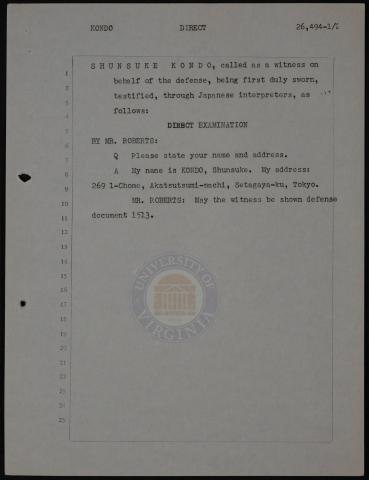 KONDO DIRECT 26,494-1/2
S H U N S U K E   K O N D O, called as a witness on
1 behalf of the defense, being first duly sworn,
2 testified, through Japanese interpreters, as
3 follows:
4 DIRECT EXAMINATION
5 BY MR. ROBERTS:
6 Q Please state your name and address.
7 A My name is KONDO, Shunsuke. My address:
8 269 1-Chome, Akatsutsumi-machi, Setagaya-ku, Tokyo.
9 MR. ROBERTS: May the witness be shown defense
10 document 1513.
11
12
13
14
15
16
17
18
19
20
21
22
23
24
25
UNIVERSITY OF VIRGINIA